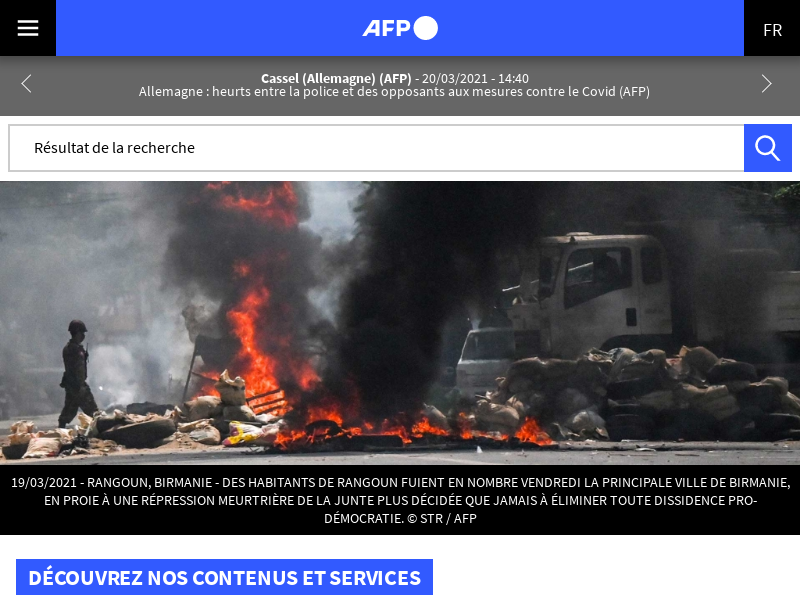 AFP
FR
Cassel (Allemagne) (AFP) - 20/03/2021 - 14:40
Allemagne : heurts entre la police et des opposants aux mesures contre le Covid (AFP)
Résultat de la recherche
19/03/2021 - RANGOUN, BIRMANIE - DES HABITANTS DE RANGOUN FUIENT EN NOMBRE VENDREDI LA PRINCIPALE VILLE DE BIRMANIE,
EN PROIE À UNE RÉPRESSION MEURTRIÈRE DE LA JUNTE PLUS DÉCIDÉE QUE JAMAIS À ÉLIMINER TOUTE DISSIDENCE PRO-
DÉMOCRATIE. © STR / AFP
DÉCOUVREZ NOS CONTENUS ET SERVICES